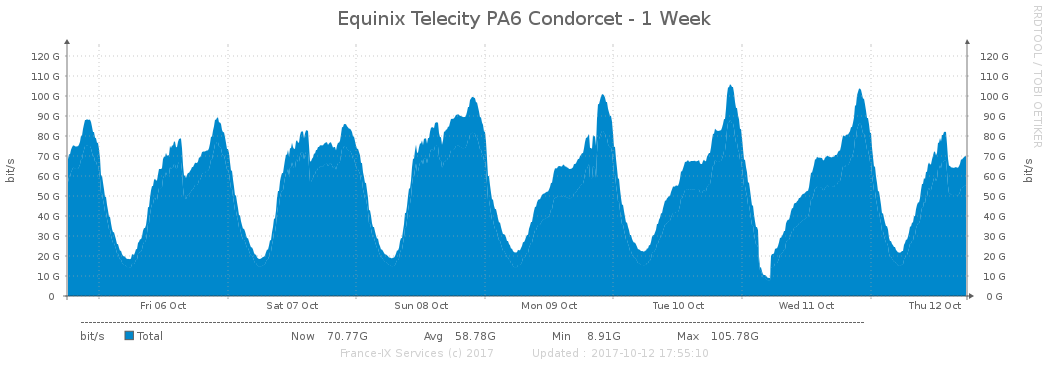 Equinix Telecity PA6 Condorcet - 1 Week
RRDTOOL / TOBI OETIKER
bit/s
120 G 120 G
110 G 110 G
100 G 100 G
90 G 90 G
80 G 80 G
70 G 70 G
60 G 60 G
50 G 50 G
40 G 40 G
30 G 30 G
20 G 20 G
10 G 10 G
0 0 G
bit/s
Fri 06 Oct Sat 07 Oct Sun 08 Oct Mon 09 Oct Tue 10 Oct Wed 11 Oct Thu 12 Oct
bit/s Total Now 70.77G Avg 58.78G Min 8.91G Max 105.78G
France-IX Services (c) 2017 Updated : 2017-10-12 17:55:10